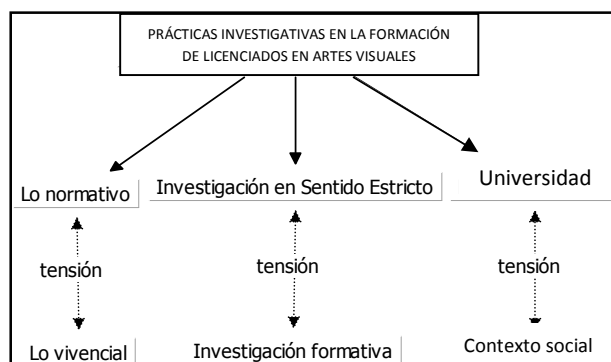 PRÁCTICAS INVESTIGATIVAS EN LA FORMACIÓN
DE LICENCIADOS EN ARTES VISUALES
Lo normativo
Investigación en Sentido Estricto
Universidad
tensión
tensión
tensión
Lo vivencial
Investigación formativa
Contexto social